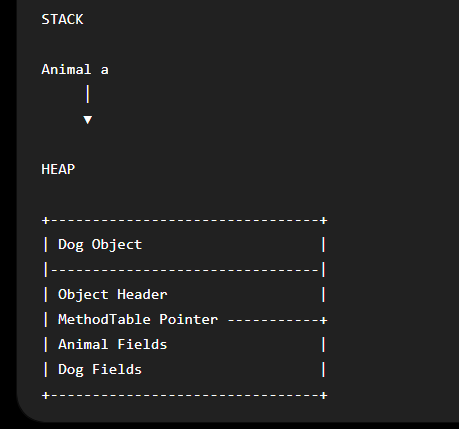 STACK
Animal a
│
▼
HEAP
+--------------------------------+
| Dog Object                     |
|--------------------------------|
| Object Header                  |
| MethodTable Pointer -----------+
| Animal Fields                  |
| Dog Fields                     |
+--------------------------------+